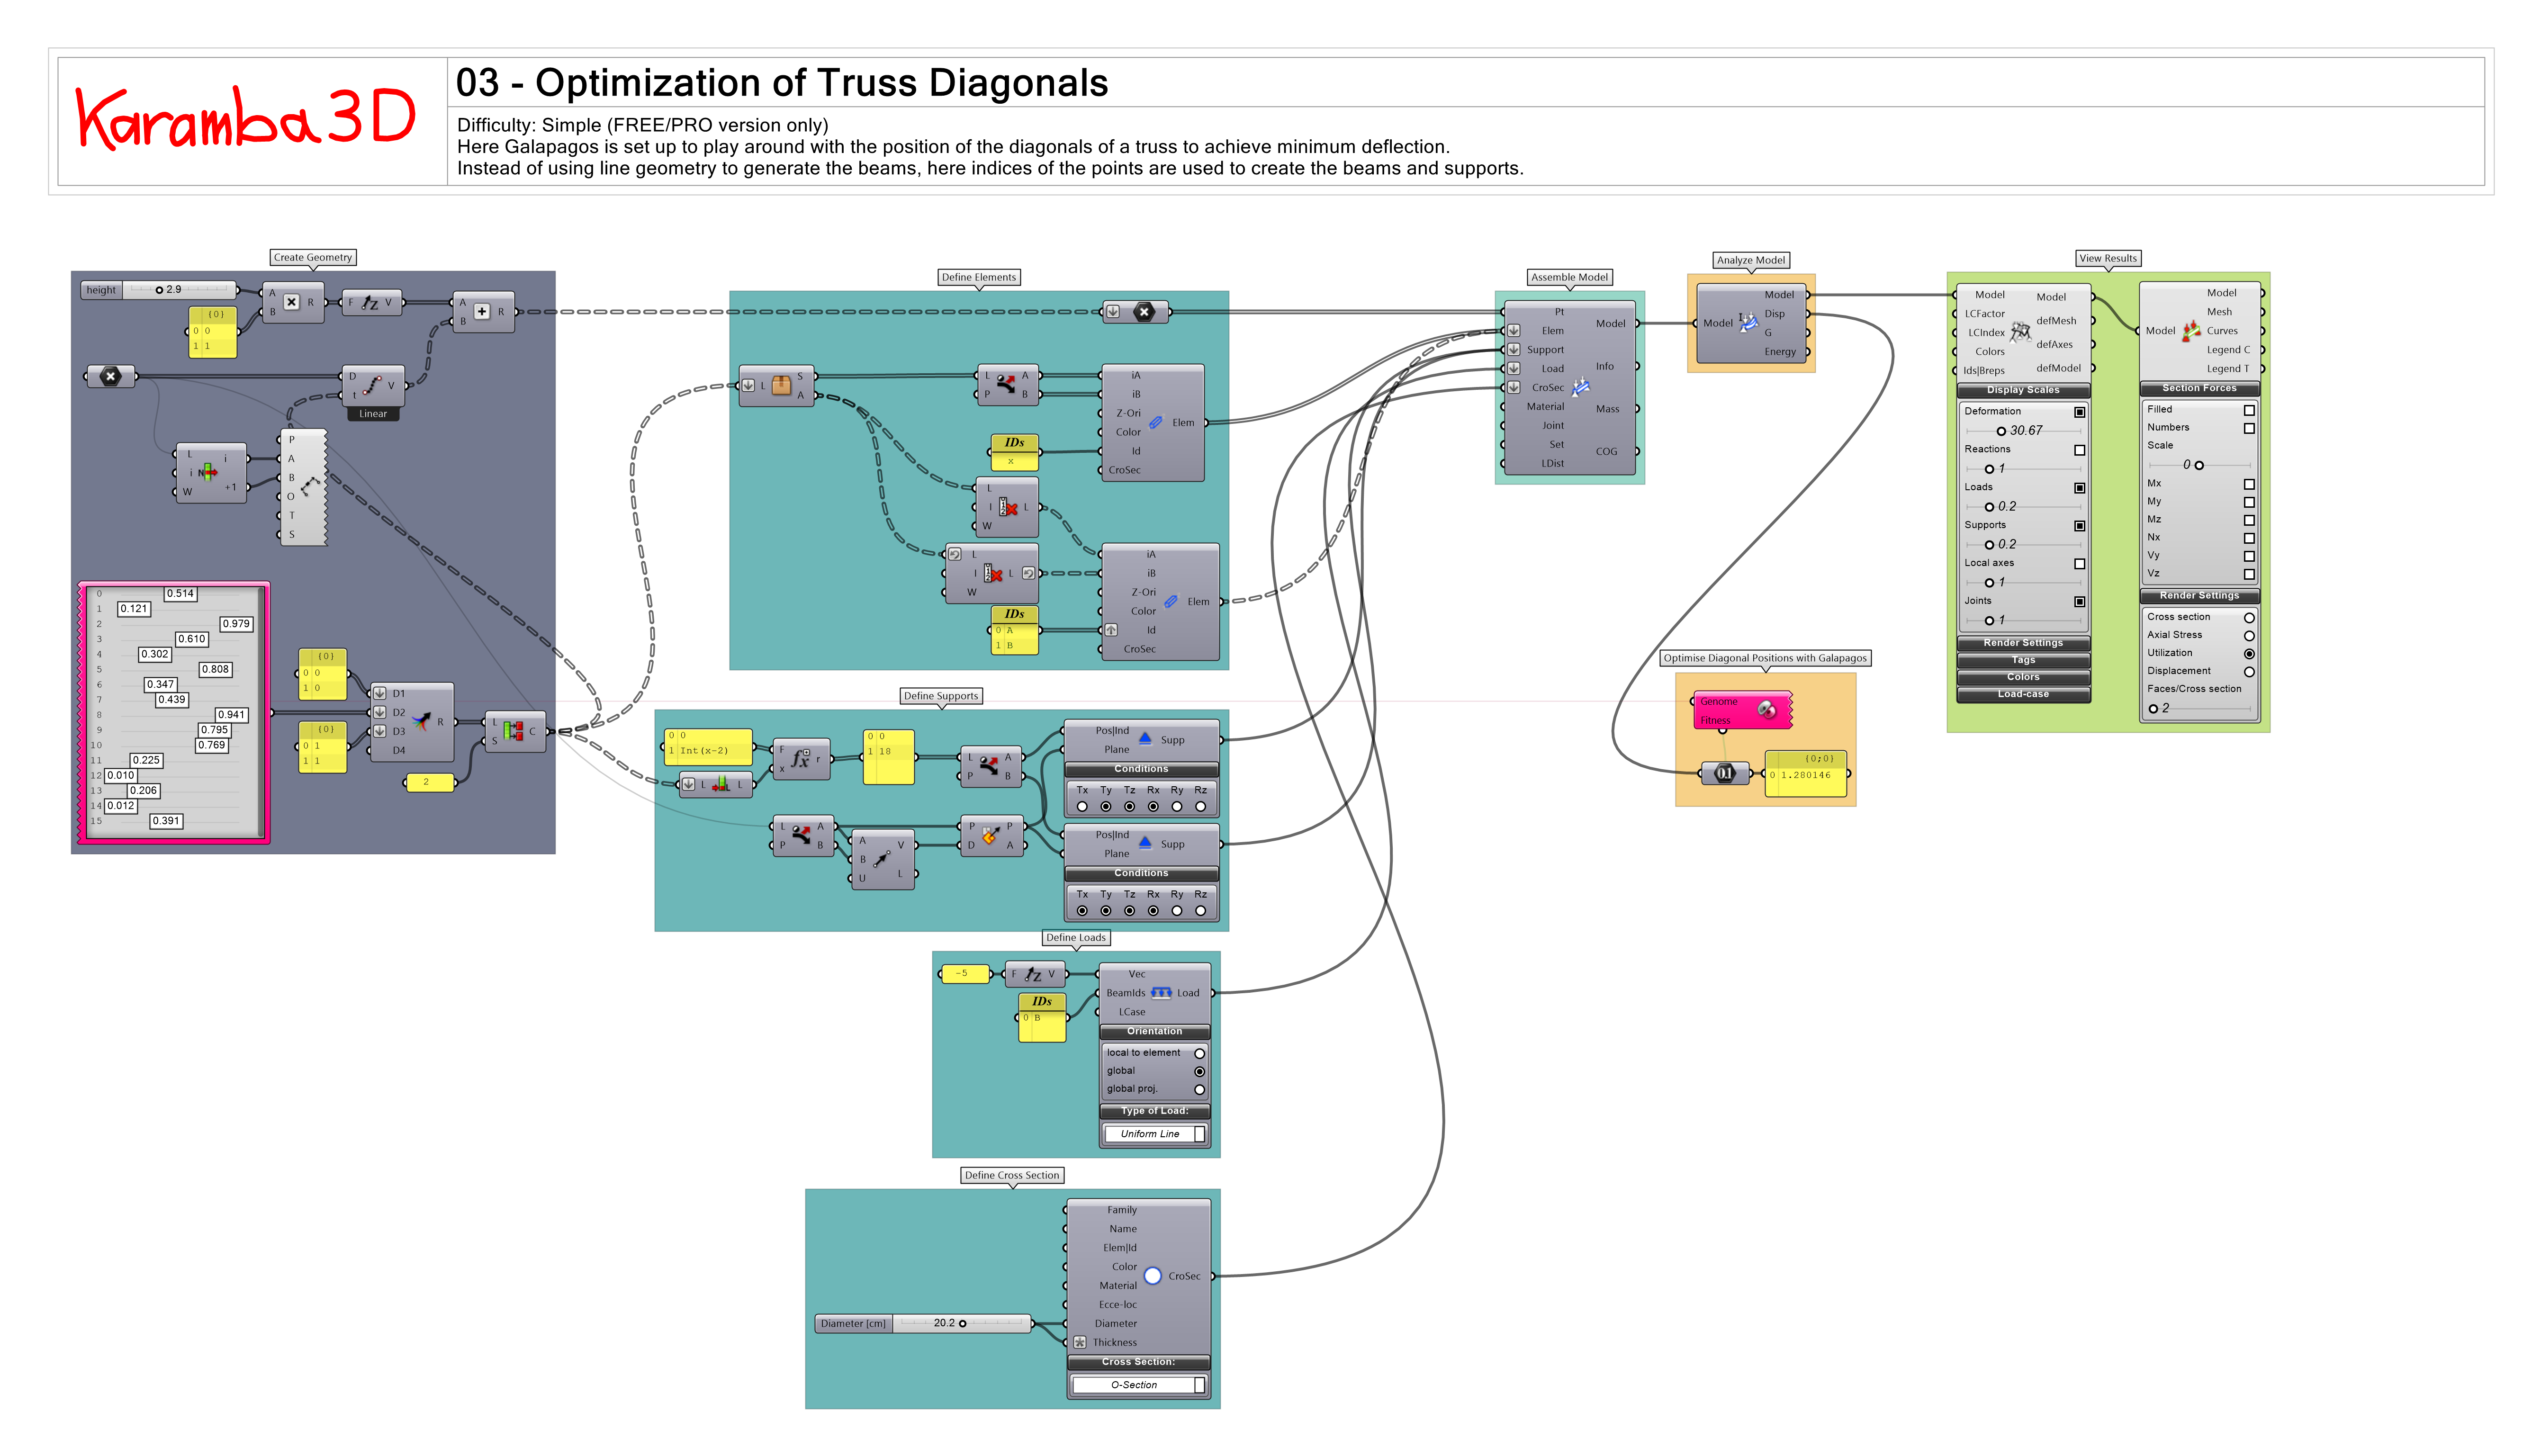 Karamba3D
03 - Optimization of Truss Diagonals
Difficulty: Simple (FREE/PRO version only)
Here Galapagos is set up to play around with the position of the diagonals of a truss to achieve minimum deflection.
Instead of using line geometry to generate the beams, here indices of the points are used to create the beams and supports.
Create Geometry
height 2.9
A
B
R
F V
A
B
R
{0}
0 0
1 1
D
t
V
Linear
L
i
W
i
+1
N
P
A
B
O
T
S
0 0.514
1 0.121
2 0.979
3 0.610
4 0.302
5 0.808
6 0.347
7 0.439
8 0.941
9 0.795
10 0.769
11 0.225
12 0.010
13 0.206
14 0.012
15 0.391
{0}
0 0
1 0
{0}
0 1
1 1
D1
D2
D3
D4
R
2
L
S
C
Define Elements
L
S
A
L A
P B
iA
iB
Z-Ori
Color
Id
CroSec
Elem
IDs
x
L
I
W
L
L
I
W
L
IDs
0 A
1 B
iA
iB
Z-Ori
Color
Id
CroSec
Elem
Define Supports
0 0
1 Int(x-2)
F
x
r
fx
L L
0 0
1 18
L A
P B
L A
P B
A
B
U
V
L
P P
D A
Pos|Ind
Plane
Supp
Conditions
Tx Ty Tz Rx Ry Rz
Pos|Ind
Plane
Supp
Conditions
Tx Ty Tz Rx Ry Rz
Define Loads
-5
F Z V
IDs
0 B
Vec
BeamIds
LCase
Load
Orientation
local to element
global
global proj.
Type of Load:
Uniform Line
Define Cross Section
Family
Name
Elem|Id
Color
Material
Ecce-loc
Diameter
Thickness
CroSec
Diameter [cm] 20.2
Cross Section:
O-Section
Assemble Model
Pt
Elem
Support
Load
CroSec
Material
Joint
Set
LDist
Model
Info
Mass
COG
Analyze Model
Model
Model
Disp
G
Energy
Optimise Diagonal Positions with Galapagos
Genome
Fitness
0.1
{0;0}
0 1.280146
View Results
Model
LCFactor
LCIndex
Colors
Ids|Breps
Model
defMesh
defAxes
defModel
Display Scales
Deformation
30.67
Reactions
1
Loads
0.2
Supports
0.2
Local axes
1
Joints
1
Render Settings
Tags
Colors
Load-case
Model
Model
Mesh
Curves
Legend C
Legend T
Section Forces
Filled
Numbers
Scale
0
Mx
My
Mz
Nx
Vy
Vz
Render Settings
Cross section
Axial Stress
Utilization
Displacement
Faces/Cross section
2